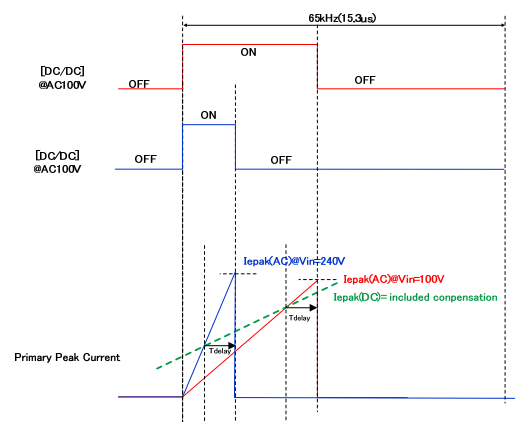 65kHz(15.3us)
ON
[DC/DC]
@AC100V
OFF
OFF
ON
[DC/DC]
@AC100V
OFF
OFF
Iepak(AC)@Vin=240V
Iepak(AC)@Vin=100V
Iepak(DC)= included conpensation
Tdelay
Tdelay
Primary Peak Current